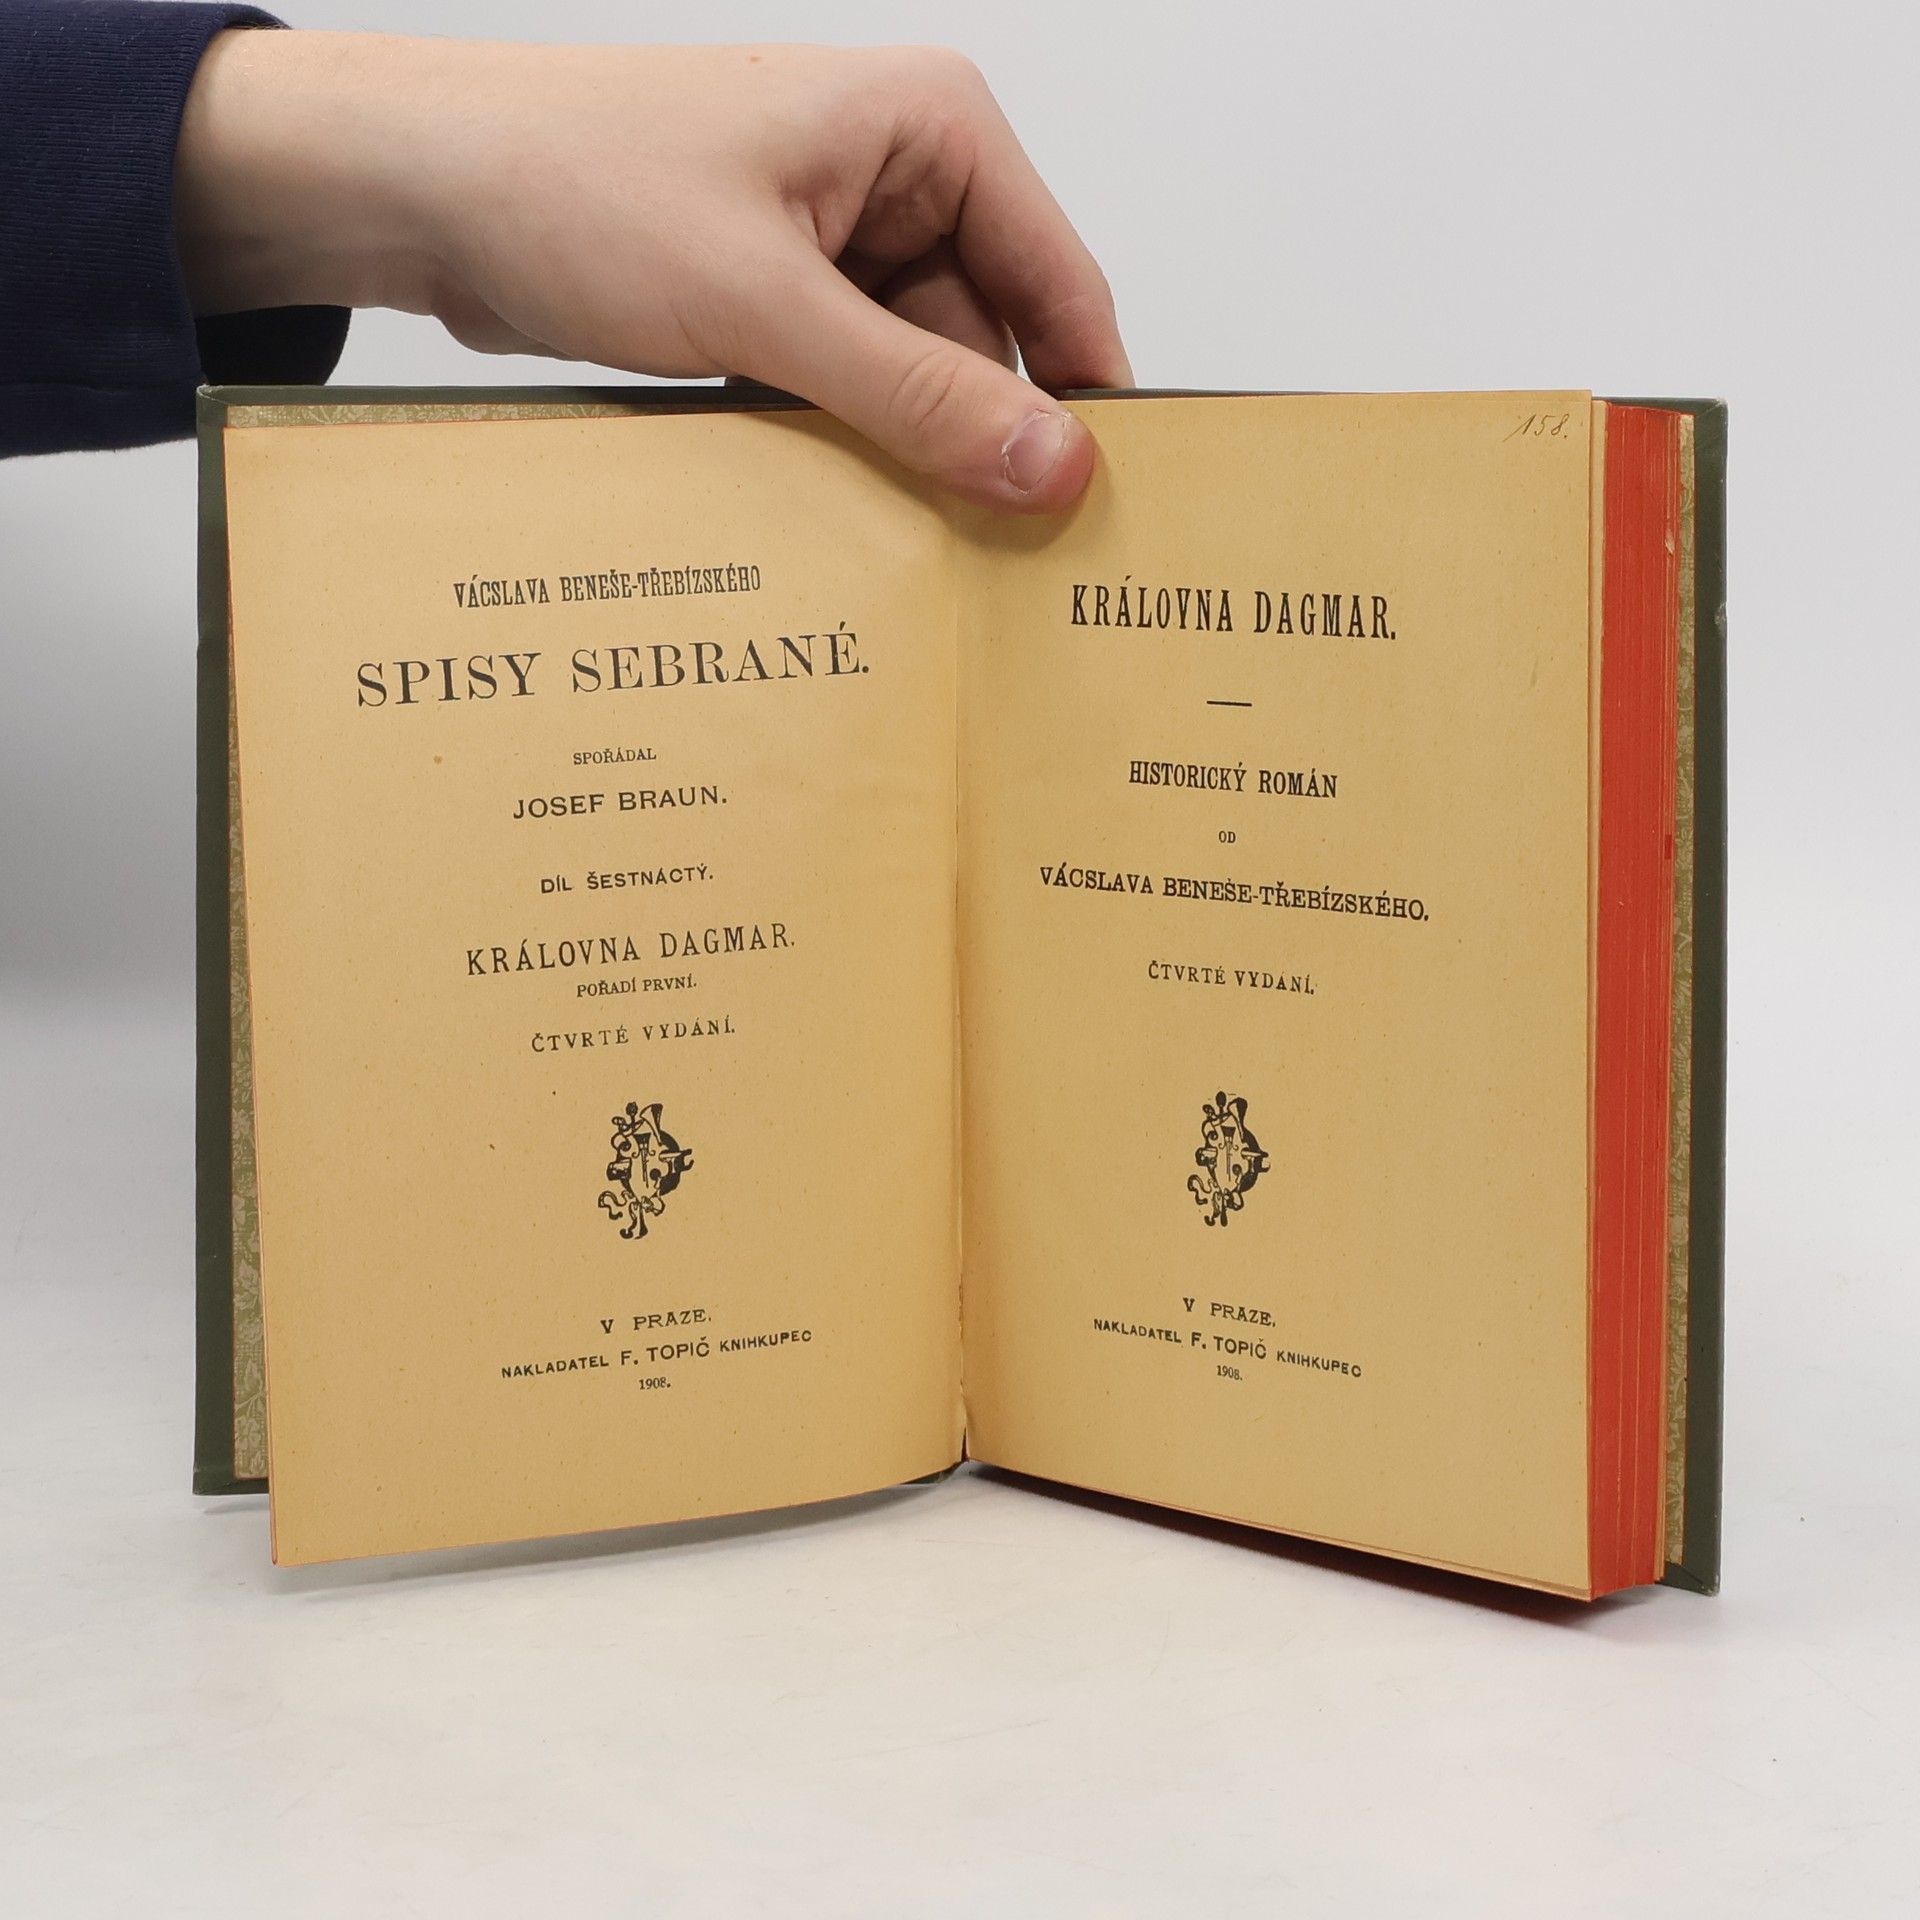 VÁCSLAVA BENEŠE-TŘEBÍZSKÉHO
SPISY SEBRANÉ.
SPOŘÁDAL
JOSEF BRAUN.
DÍL ŠESTNÁCTÝ.
KRÁLOVNA DAGMAR.
POŘADÍ PRVNÍ.
ČTVRTÉ VYDÁNÍ.
V PRAZE.
NAKLADATEL F. TOPIČ KNIHKUPEC
1908.
158.
KRÁLOVNA DAGMAR.
HISTORICKÝ ROMÁN
OD
VÁCSLAVA BENEŠE-TŘEBÍZSKÉHO.
ČTVRTÉ VYDÁNÍ.
V PRAZE.
NAKLADATEL F. TOPIČ KNIHKUPEC
1908.